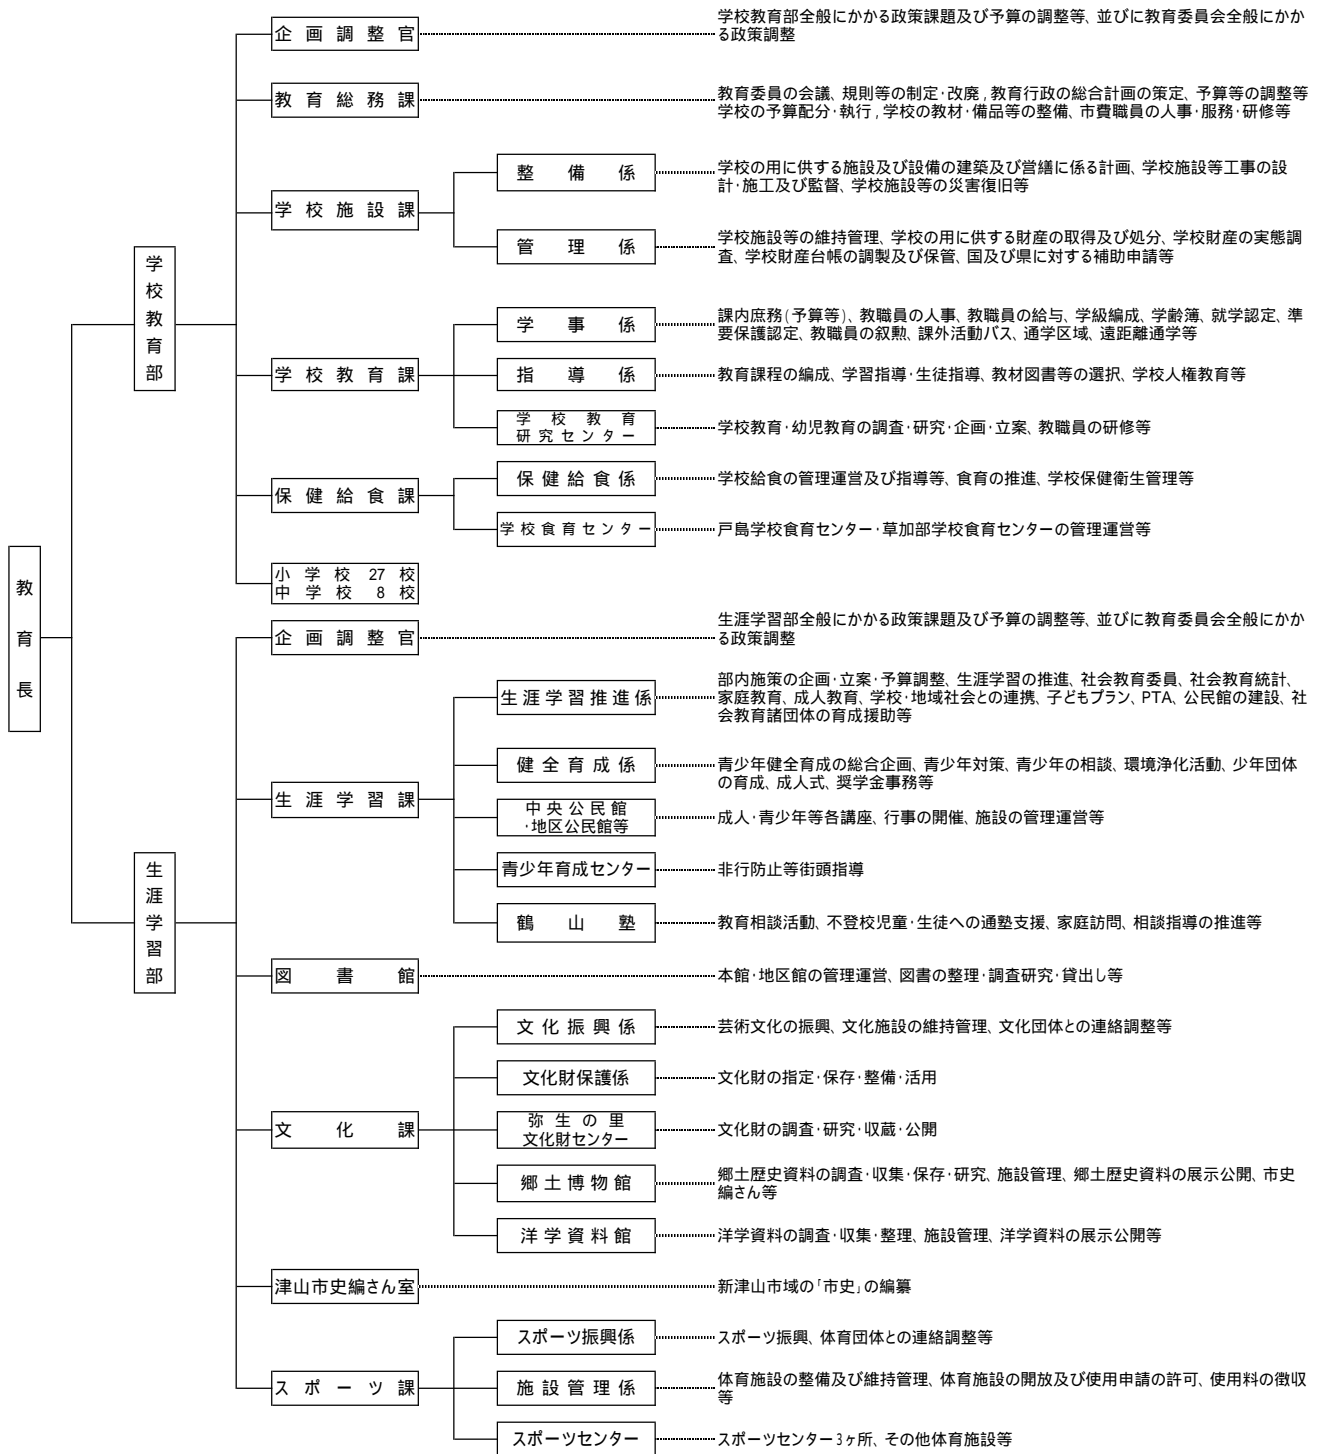 教育長
学校教育部
企画調整官
学校教育部全般にかかる政策課題及び予算の調整等、並びに教育委員会全般にかか
る政策調整
教育総務課
教育委員の会議、規則等の制定・改廃,教育行政の総合計画の策定、予算等の調整等
学校の予算配分・執行,学校の教材・備品等の整備、市費職員の人事・服務・研修等
学校施設課
整備係
学校の用に供する施設及び設備の建築及び営繕に係る計画、学校施設等工事の設
計・施工及び監督、学校施設等の災害復旧等
管理係
学校施設等の維持管理、学校の用に供する財産の取得及び処分、学校財産の実態調
査、学校財産台帳の調製及び保管、国及び県に対する補助申請等
学校教育課
学事係
課内庶務(予算等)、教職員の人事、教職員の給与、学級編成、学齢簿、就学認定、準
要保護認定、教職員の叙勲、課外活動バス、通学区域、遠距離通学等
指導係
教育課程の編成、学習指導・生徒指導、教材図書等の選択、学校人権教育等
学校教育
研究センター
学校教育・幼児教育の調査・研究・企画・立案、教職員の研修等
保健給食課
保健給食係
学校給食の管理運営及び指導等、食育の推進、学校保健衛生管理等
学校食育センター
戸島学校食育センター・草加部学校食育センターの管理運営等
小学校 27 校
中学校 8 校
生涯学習部
企画調整官
生涯学習部全般にかかる政策課題及び予算の調整等、並びに教育委員会全般にかか
る政策調整
生涯学習課
生涯学習推進係
部内施策の企画・立案・予算調整、生涯学習の推進、社会教育委員、社会教育統計、
家庭教育、成人教育、学校・地域社会との連携、子どもプラン、PTA、公民館の建設、社
会教育諸団体の育成援助等
健全育成係
青少年健全育成の総合企画、青少年対策、青少年の相談、環境浄化活動、少年団体
の育成、成人式、奨学金事務等
中央公民館
・地区公民館等
成人・青少年等各講座、行事の開催、施設の管理運営等
青少年育成センター
非行防止等街頭指導
鶴山塾
教育相談活動、不登校児童・生徒への通塾支援、家庭訪問、相談指導の推進等
図書館
本館・地区館の管理運営、図書の整理・調査研究・貸出し等
文化課
文化振興係
芸術文化の振興、文化施設の維持管理、文化団体との連絡調整等
文化財保護係
文化財の指定・保存・整備・活用
弥生の里
文化財センター
文化財の調査・研究・収蔵・公開
郷土博物館
郷土歴史資料の調査・収集・保存・研究、施設管理、郷土歴史資料の展示公開、市史
編さん等
洋学資料館
洋学資料の調査・収集・整理、施設管理、洋学資料の展示公開等
津山市史編さん室
新津山市域の「市史」の編纂
スポーツ課
スポーツ振興係
スポーツ振興、体育団体との連絡調整等
施設管理係
体育施設の整備及び維持管理、体育施設の開放及び使用申請の許可、使用料の徴収
等
スポーツセンター
スポーツセンター3ヶ所、その他体育施設等